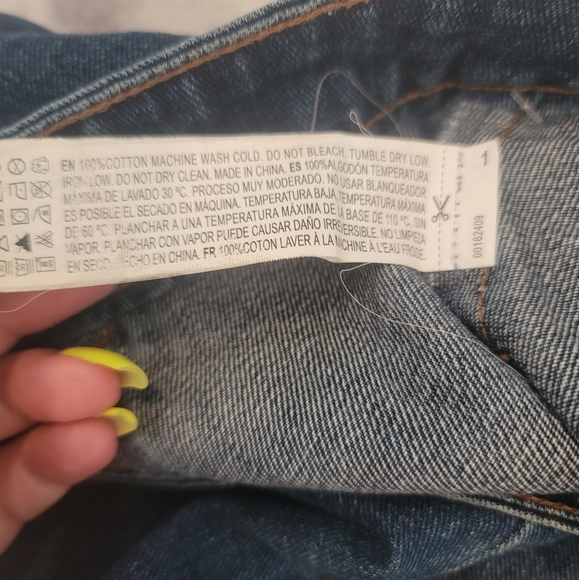 EN 100%COTTON MACHINE WASH COLD. DO NOT BLEACH, TUMBLE DRY LOW.
IRON LOW. DO NOT DRY CLEAN. MADE IN CHINA. ES 100%ALGODÓN TEMPERATURA
MÁXIMA DE LAVADO 30 ºC. PROCESO MUY MODERADO. NO USAR BLANQUEADOR.
ES POSIBLE EL SECADO EN MÁQUINA. TEMPERATURA BAJA, TEMPERATURA MÁXIMA
DE 60 ºC. PLANCHAR A UNA TEMPERATURA MÁXIMA DE LA BASE DE 110 ºC, SIN
VAPOR. PLANCHAR CON VAPOR PUEDE CAUSAR DAÑO IRREVERSIBLE. NO LIMPIEZA
EN SECO. HECHO EN CHINA. FR 100%COTON LAVER À LA MACHINE À L'EAU FROIDE.
1
00162409